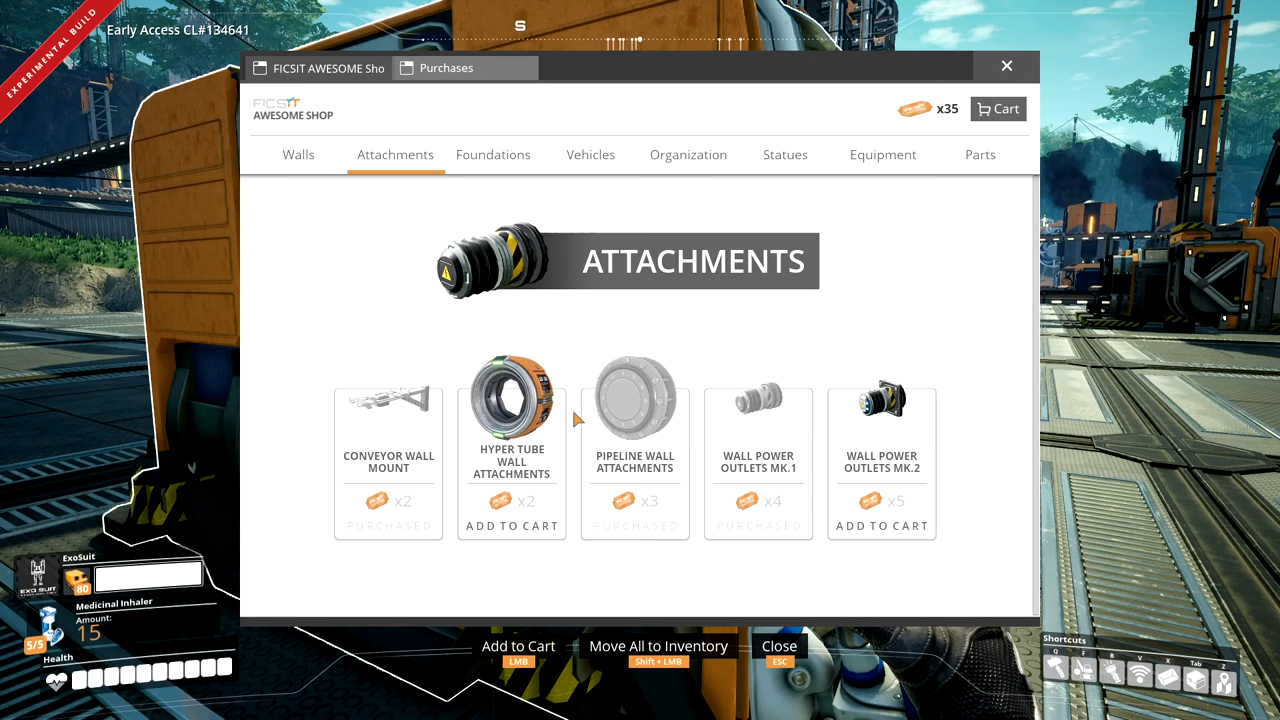 S
Early Access CL#134641
EXPERIMENTAL BUILD
FICSIT AWESOME Sho
Purchases
FICSIT
AWESOME SHOP
x35
Cart
Walls
Attachments
Foundations
Vehicles
Organization
Statues
Equipment
Parts
ATTACHMENTS
CONVEYOR WALL
MOUNT
x2
PURCHASED
HYPER TUBE
WALL
ATTACHMENTS
x2
ADD TO CART
PIPELINE WALL
ATTACHMENTS
x3
PURCHASED
WALL POWER
OUTLETS MK.1
x4
PURCHASED
WALL POWER
OUTLETS MK.2
x5
ADD TO CART
ExoSuit
EXO SUIT
80
Medicinal Inhaler
Amount:
15
5/5
Health
Add to Cart
LMB
Move All to Inventory
Shift + LMB
Close
ESC
Shortcuts
Q
F
B
V
X
Tab
Z